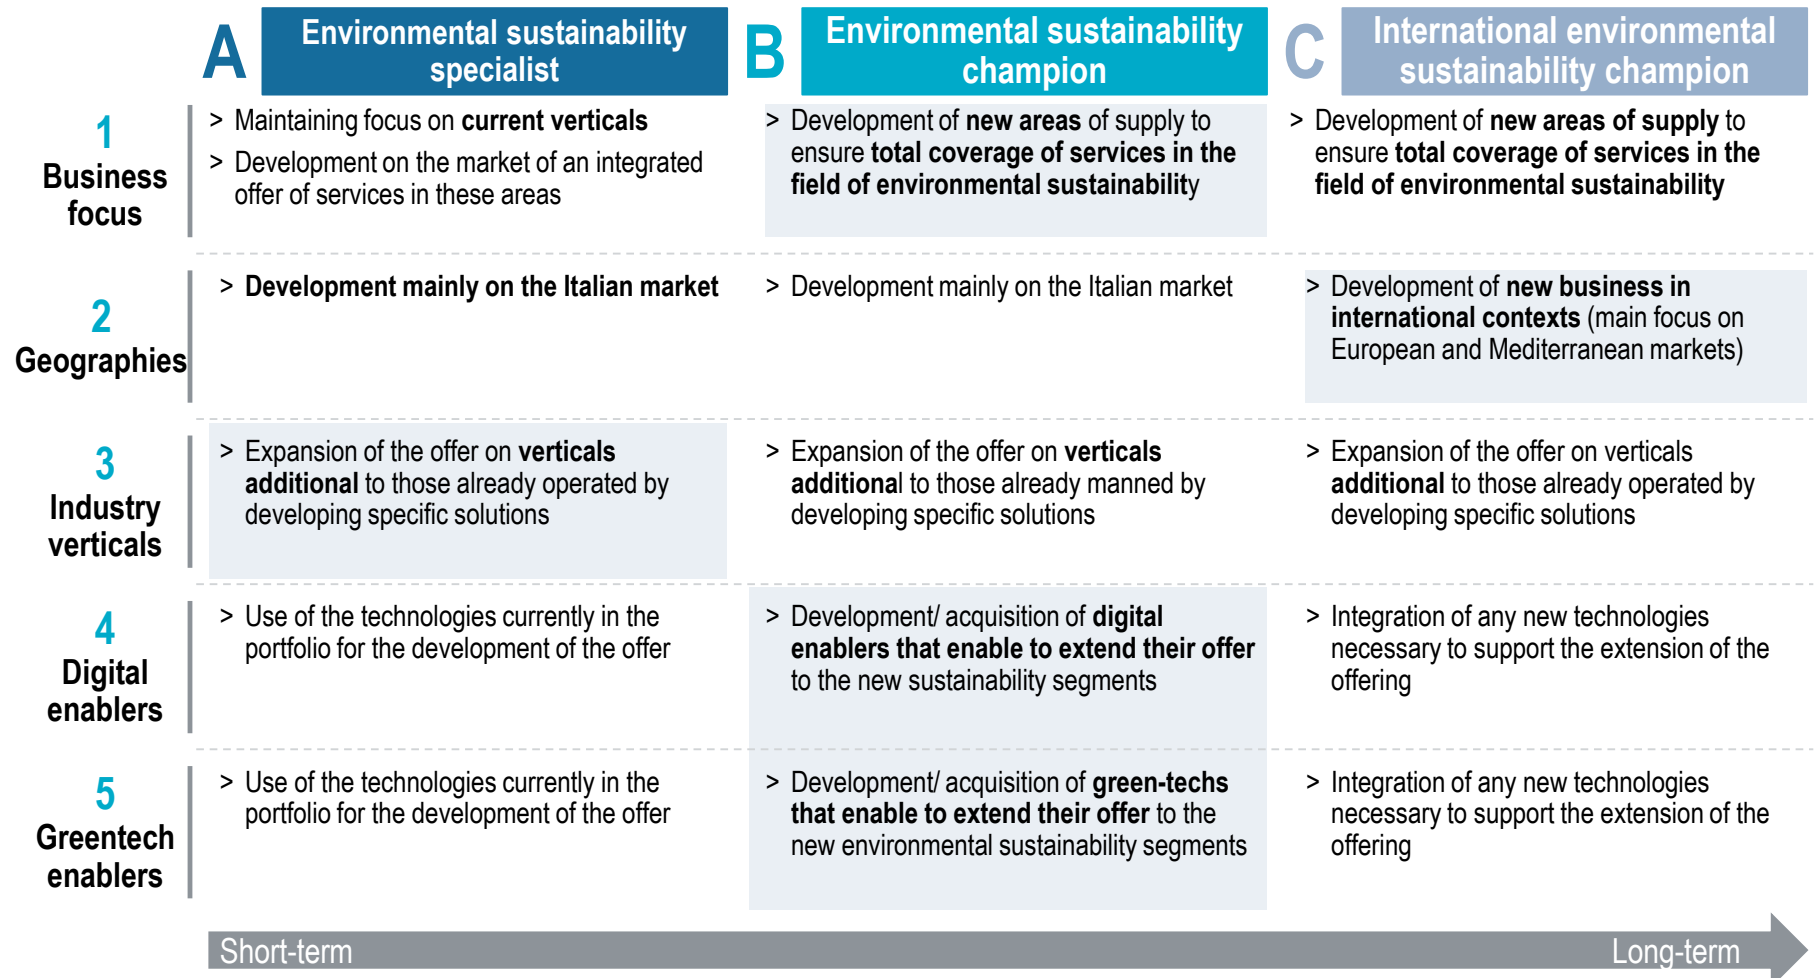 A
Environmental sustainability
specialist
B
Environmental sustainability
champion
C
International environmental
sustainability champion
1
Business
focus
> Maintaining focus on current verticals
> Development on the market of an integrated
offer of services in these areas
> Development of new areas of supply to
ensure total coverage of services in the
field of environmental sustainability
> Development of new areas of supply to
ensure total coverage of services in the
field of environmental sustainability
2
Geographies
> Development mainly on the Italian market
> Development mainly on the Italian market
> Development of new business in
international contexts (main focus on
European and Mediterranean markets)
3
Industry
verticals
> Expansion of the offer on verticals
additional to those already operated by
developing specific solutions
> Expansion of the offer on verticals
additional to those already manned by
developing specific solutions
> Expansion of the offer on verticals
additional to those already operated by
developing specific solutions
4
Digital
enablers
> Use of the technologies currently in the
portfolio for the development of the offer
> Development/ acquisition of digital
enablers that enable to extend their offer
to the new sustainability segments
> Integration of any new technologies
necessary to support the extension of the
offering
5
Greentech
enablers
> Use of the technologies currently in the
portfolio for the development of the offer
> Development/ acquisition of green-techs
that enable to extend their offer to the
new environmental sustainability segments
> Integration of any new technologies
necessary to support the extension of the
offering
Short-term
Long-term